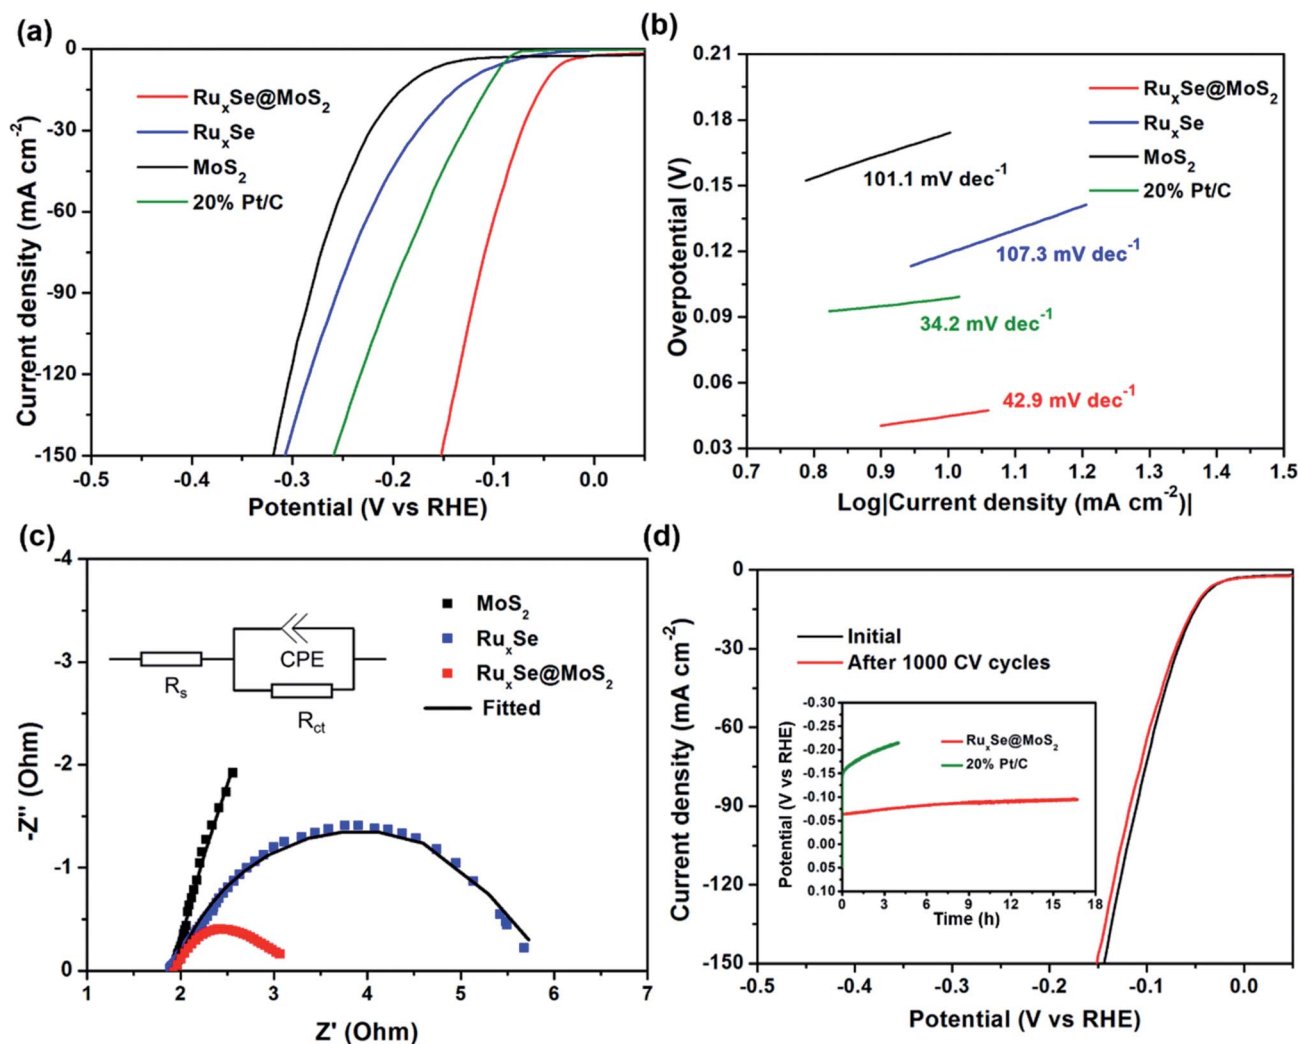 (a)
0
-30
-60
-90
-120
-150
Current density (mA cm⁻²)
RuₓSe@MoS₂
RuₓSe
MoS₂
20% Pt/C
-0.5 -0.4 -0.3 -0.2 -0.1 0.0
Potential (V vs RHE)
(b)
0.21
0.18
0.15
0.12
0.09
0.06
0.03
Overpotential (V)
RuₓSe@MoS₂
RuₓSe
MoS₂
20% Pt/C
101.1 mV dec⁻¹
107.3 mV dec⁻¹
34.2 mV dec⁻¹
42.9 mV dec⁻¹
0.7 0.8 0.9 1.0 1.1 1.2 1.3 1.4 1.5
Log|Current density (mA cm⁻²)|
(c)
-4
-3
-2
-1
0
-Z'' (Ohm)
CPE
Rₛ
R꜀ₜ
MoS₂
RuₓSe
RuₓSe@MoS₂
Fitted
1 2 3 4 5 6 7
Z' (Ohm)
(d)
0
-30
-60
-90
-120
-150
Current density (mA cm⁻²)
Initial
After 1000 CV cycles
-0.30
-0.20
-0.15
-0.10
-0.05
0.00
0.05
0.10
Potential (V vs RHE)
RuₓSe@MoS₂
20% Pt/C
0 3 6 9 12 15 18
Time (h)
-0.5 -0.4 -0.3 -0.2 -0.1 0.0
Potential (V vs RHE)